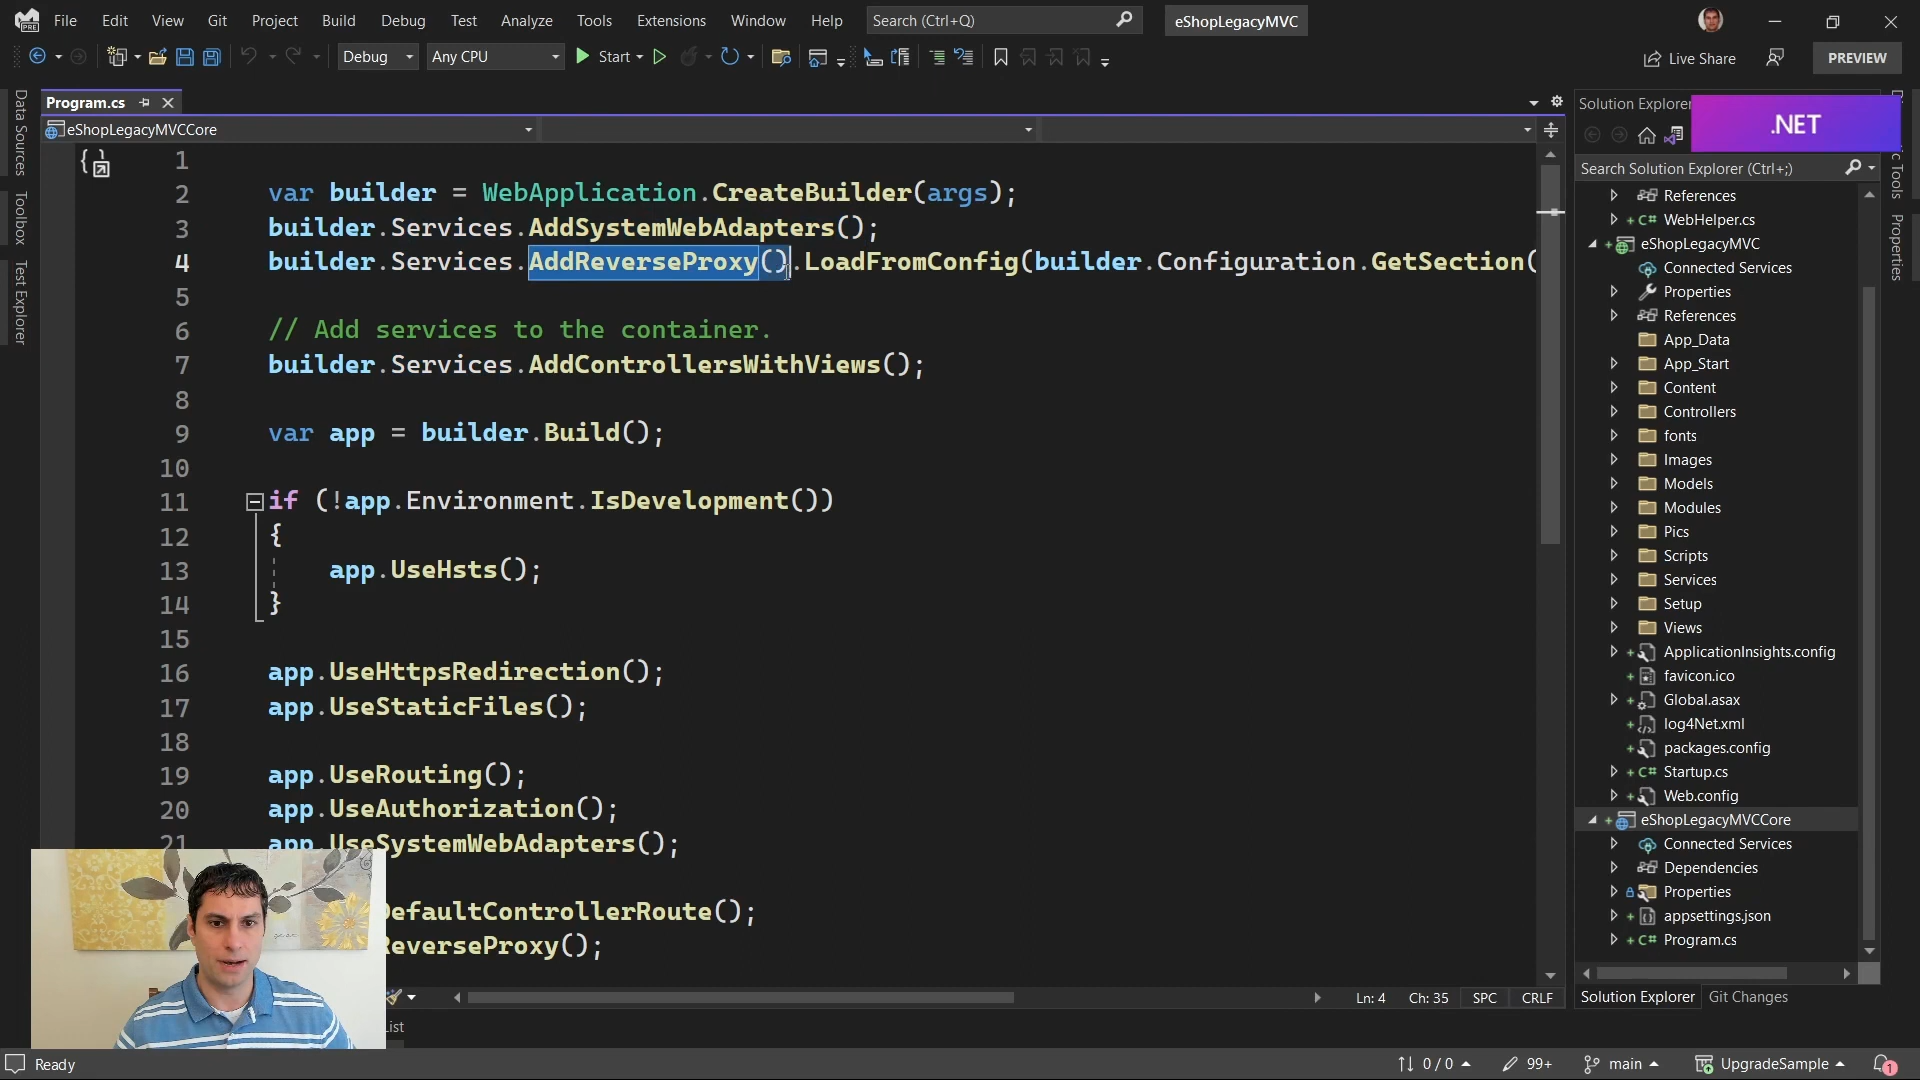 File Edit View Git Project Build Debug Test Analyze Tools Extensions Window Help Search (Ctrl+Q) eShopLegacyMVC
Debug Any CPU Start Live Share PREVIEW
Program.cs
eShopLegacyMVCCore
Data Sources
Toolbox
Test Explorer
1
2 var builder = WebApplication.CreateBuilder(args);
3 builder.Services.AddSystemWebAdapters();
4 builder.Services.AddReverseProxy().LoadFromConfig(builder.Configuration.GetSection(
5
6 // Add services to the container.
7 builder.Services.AddControllersWithViews();
8
9 var app = builder.Build();
10
11 if (!app.Environment.IsDevelopment())
12 {
13 app.UseHsts();
14 }
15
16 app.UseHttpsRedirection();
17 app.UseStaticFiles();
18
19 app.UseRouting();
20 app.UseAuthorization();
21 app.UseSystemWebAdapters();
DefaultControllerRoute();
ReverseProxy();
Ln: 4 Ch: 35 SPC CRLF
List
Solution Explorer
.NET
Search Solution Explorer (Ctrl+;)
References
C# WebHelper.cs
eShopLegacyMVC
Connected Services
Properties
References
App_Data
App_Start
Content
Controllers
fonts
Images
Models
Modules
Pics
Scripts
Services
Setup
Views
ApplicationInsights.config
favicon.ico
Global.asax
log4Net.xml
packages.config
C# Startup.cs
Web.config
eShopLegacyMVCCore
Connected Services
Dependencies
Properties
appsettings.json
C# Program.cs
Solution Explorer Git Changes
c Tools
Properties
Ready 0 / 0 99+ main UpgradeSample 1